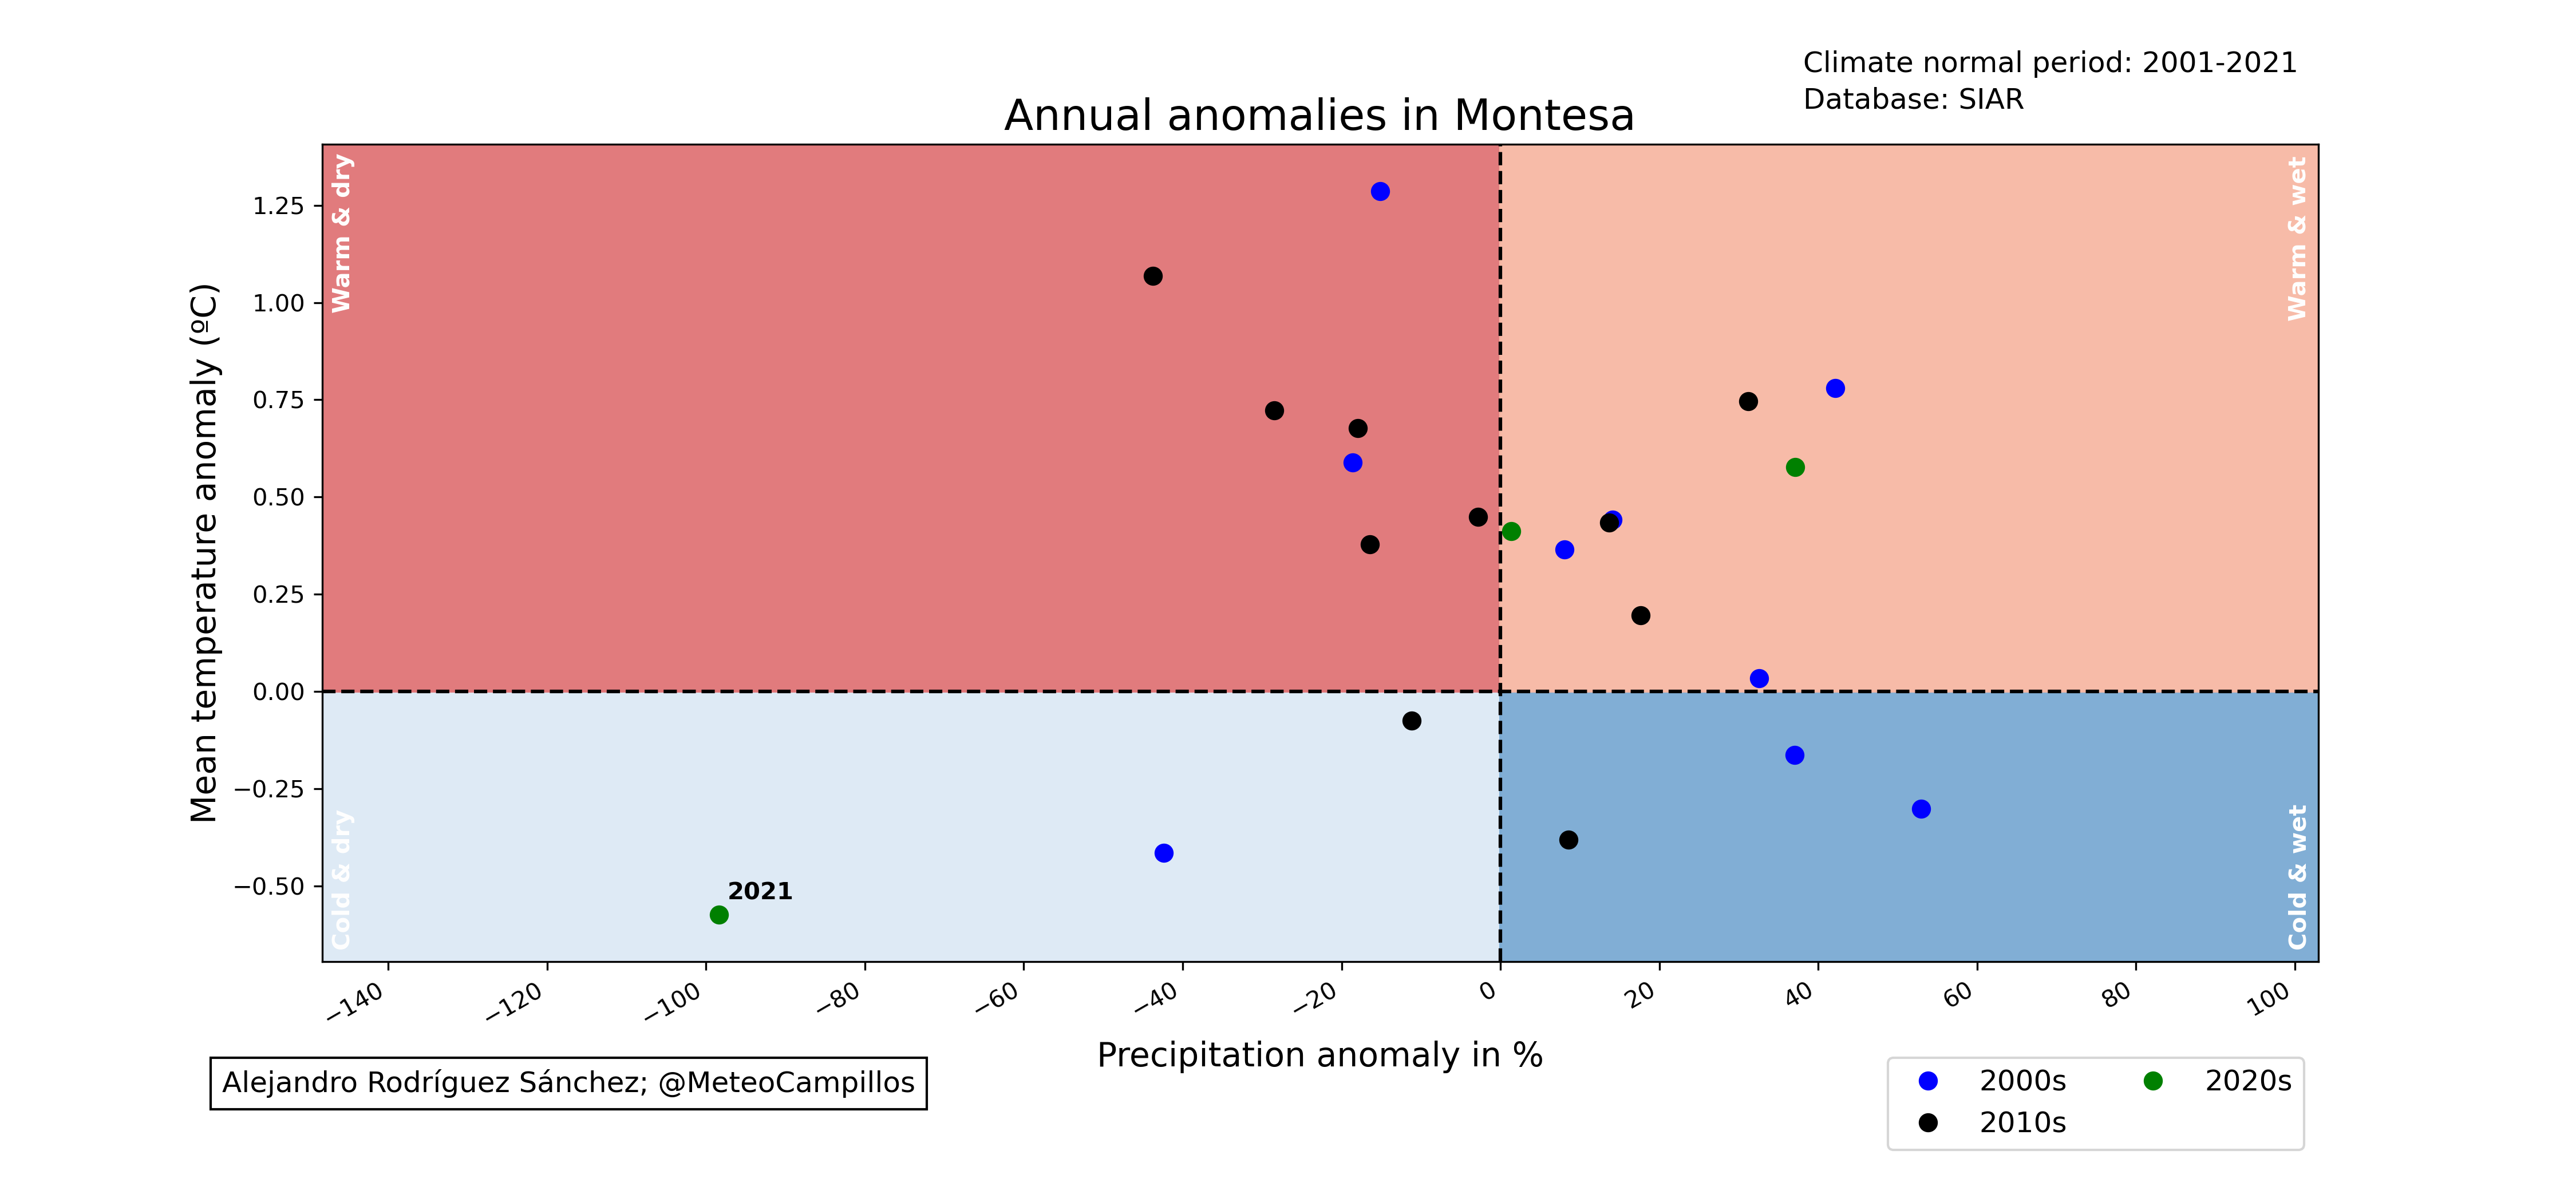 Climate normal period: 2001-2021
Database: SIAR
Annual anomalies in Montesa
Warm & dry
Warm & wet
1.25
1.00
0.75
0.50
0.25
0.00
−0.25
−0.50
Mean temperature anomaly (ºC)
2021
Cold & dry
Cold & wet
−140
−120
−100
−80
−60
−40
−20
0
20
40
60
80
100
Precipitation anomaly in %
Alejandro Rodríguez Sánchez; @MeteoCampillos
2000s
2010s
2020s